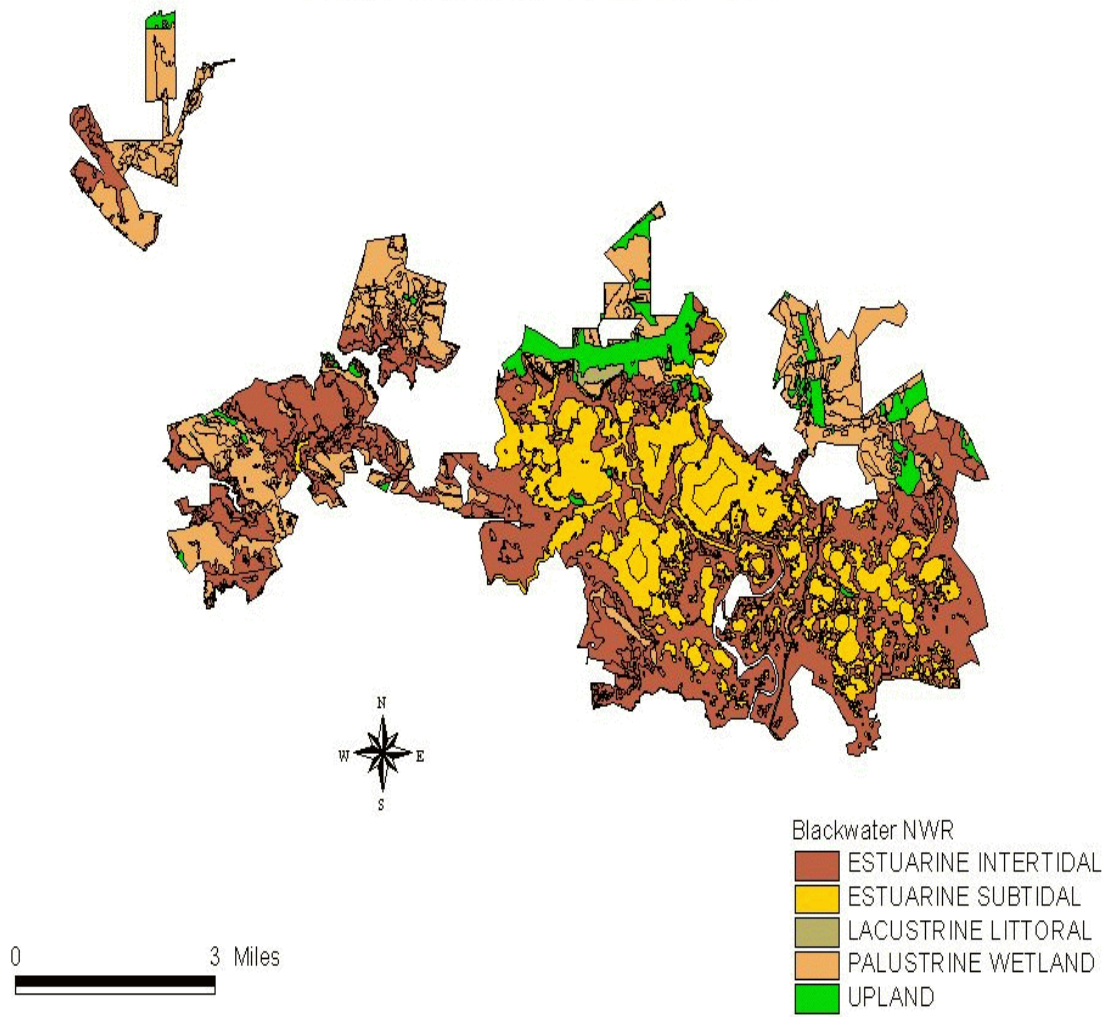 N
W E
S
Blackwater NWR
ESTUARINE INTERTIDAL
ESTUARINE SUBTIDAL
LACUSTRINE LITTORAL
PALUSTRINE WETLAND
UPLAND
0 3 Miles